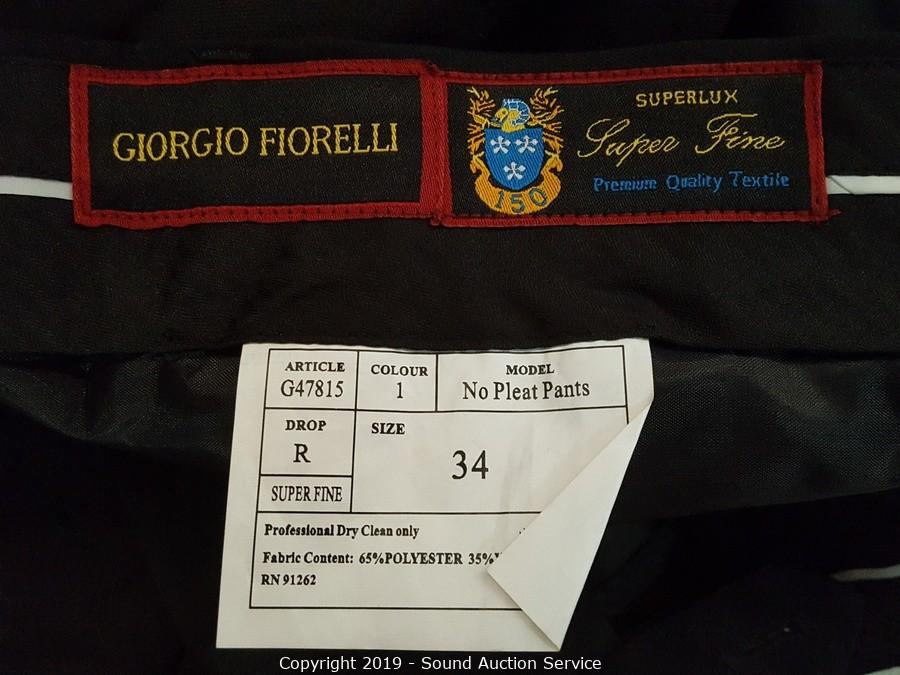 GIORGIO FIORELLI
SUPERLUX
Super Fine
Premium Quality Textile
150
ARTICLE
G47815
COLOUR
1
MODEL
No Pleat Pants
DROP
R
SIZE
34
SUPER FINE
Professional Dry Clean only
Fabric Content: 65%POLYESTER 35%
RN 91262
Copyright 2019 - Sound Auction Service